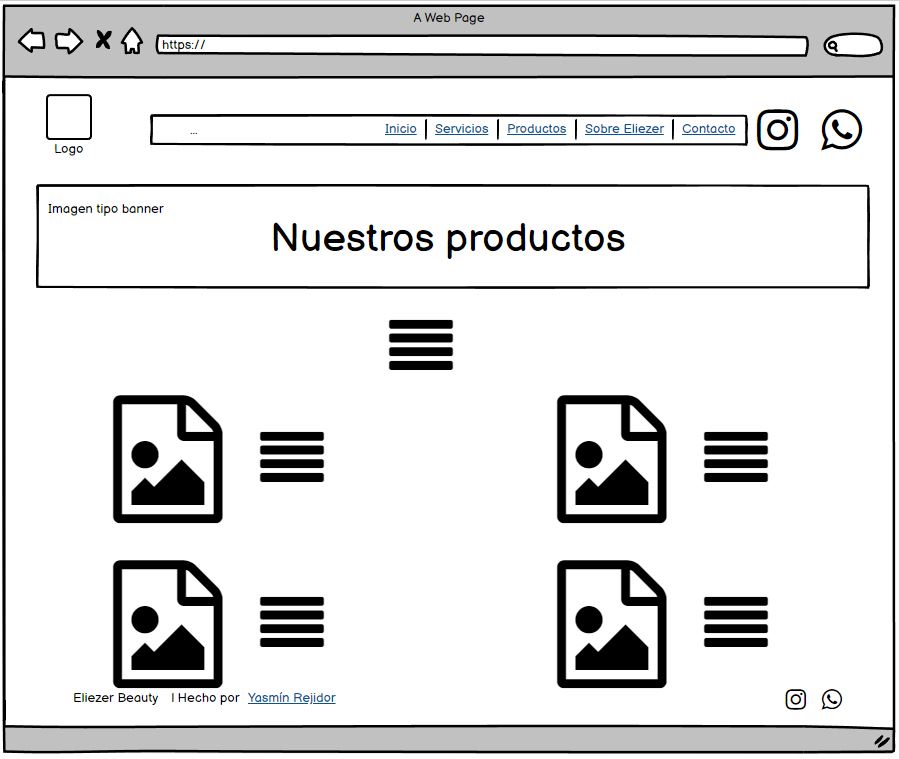 A Web Page
https://
Logo
... Inicio | Servicios | Productos | Sobre Eliezer | Contacto
Imagen tipo banner
Nuestros productos
Eliezer Beauty | Hecho por Yasmín Rejidor